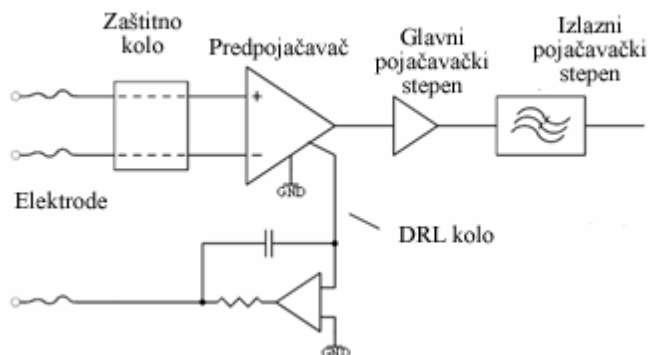 Zaštitno
kolo
Predpojačavač
Glavni
pojačavački
stepen
Izlazni
pojačavački
stepen
+
−
GND
Elektrode
DRL kolo
GND